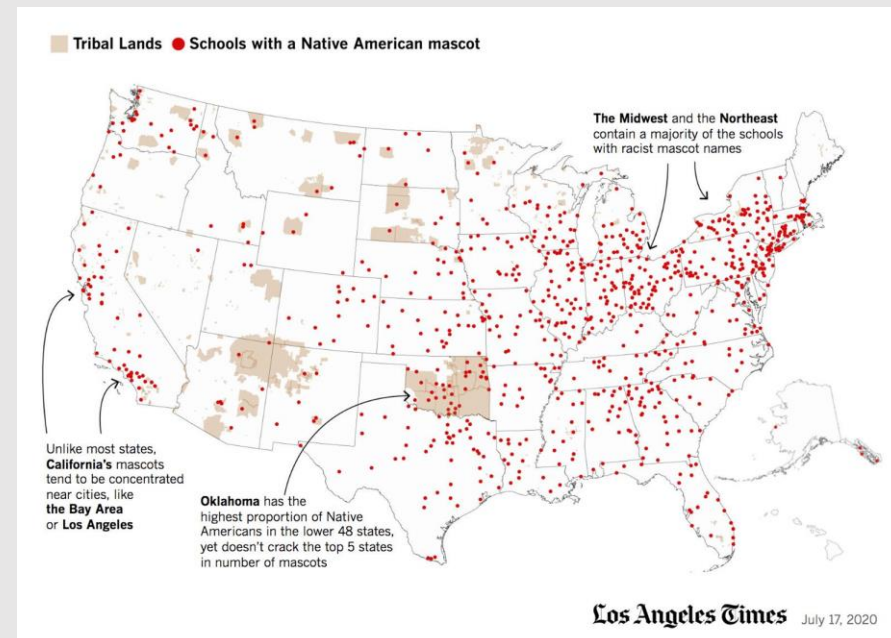 Tribal Lands Schools with a Native American mascot
The Midwest and the Northeast
contain a majority of the schools
with racist mascot names
Unlike most states,
California's mascots
tend to be concentrated
near cities, like
the Bay Area
or Los Angeles
Oklahoma has the
highest proportion of Native
Americans in the lower 48 states,
yet doesn't crack the top 5 states
in number of mascots
Los Angeles Times July 17, 2020